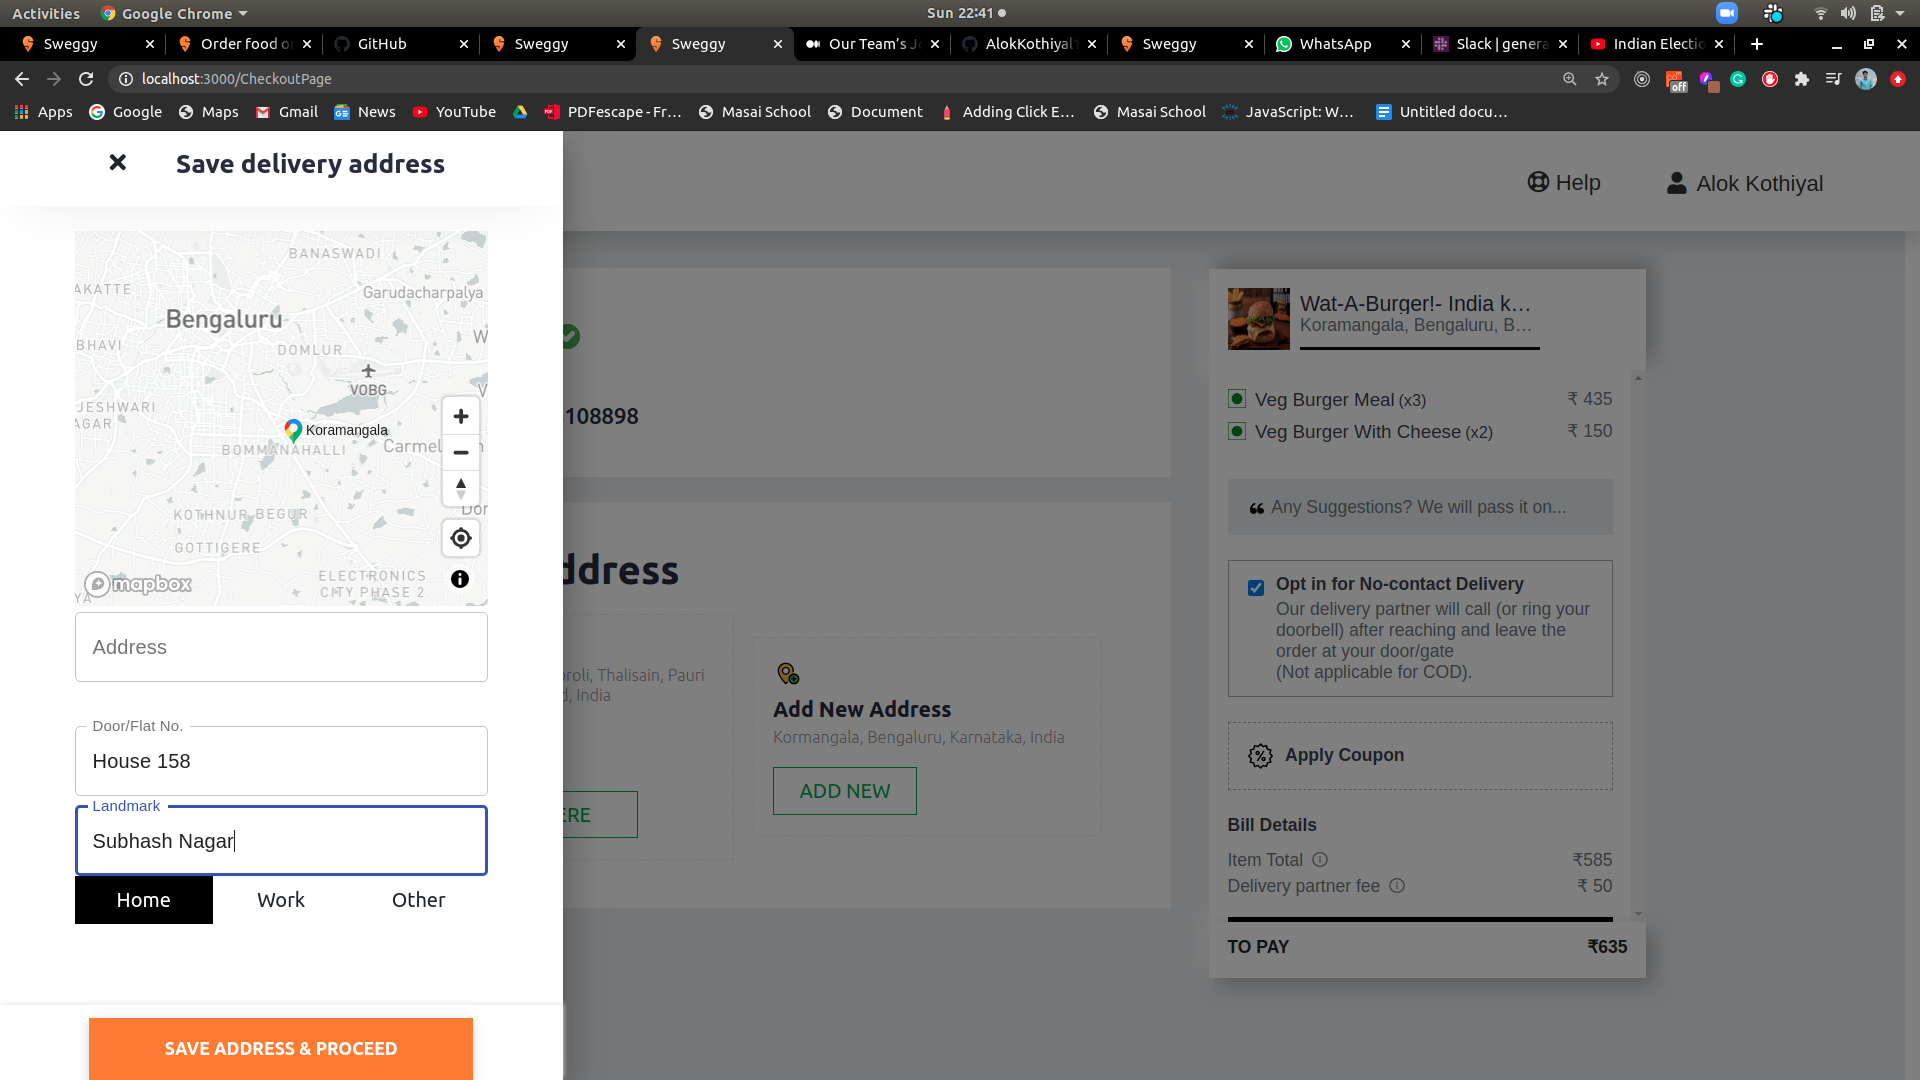 Activities
Google Chrome
Sun 22:41
Sweggy
Order food o
GitHub
Sweggy
Sweggy
Our Team's J
AlokKothiyal
Sweggy
WhatsApp
Slack | genera
Indian Electio
localhost:3000/CheckoutPage
off
Apps
Google
Maps
Gmail
News
YouTube
PDFescape - Fr...
Masai School
Document
Adding Click E...
Masai School
JavaScript: W...
Untitled docu...
Save delivery address
Help
Alok Kothiyal
BANASWADI
AKATTE
Garudacharpalya
Bengaluru
W
BHAVI
DOMLUR
VOBG
V
JESHWARI
AGAR
Koramangala
Carmel
BOMMANAHALLI
KOTHNUR BEGUR
Dor
GOTTIGERE
ELECTRONICS
CITY PHASE 2
mapbox
YA
Address
Door/Flat No.
House 158
Landmark
Subhash Nagar
Home
Work
Other
SAVE ADDRESS & PROCEED
108898
ddress
oroli, Thalisain, Pauri
d, India
ERE
Add New Address
Kormangala, Bengaluru, Karnataka, India
ADD NEW
Wat-A-Burger!- India k...
Koramangala, Bengaluru, B...
Veg Burger Meal (x3)
₹ 435
Veg Burger With Cheese (x2)
₹ 150
Any Suggestions? We will pass it on...
Opt in for No-contact Delivery
Our delivery partner will call (or ring your
doorbell) after reaching and leave the
order at your door/gate
(Not applicable for COD).
Apply Coupon
Bill Details
Item Total
₹585
Delivery partner fee
₹ 50
TO PAY
₹635